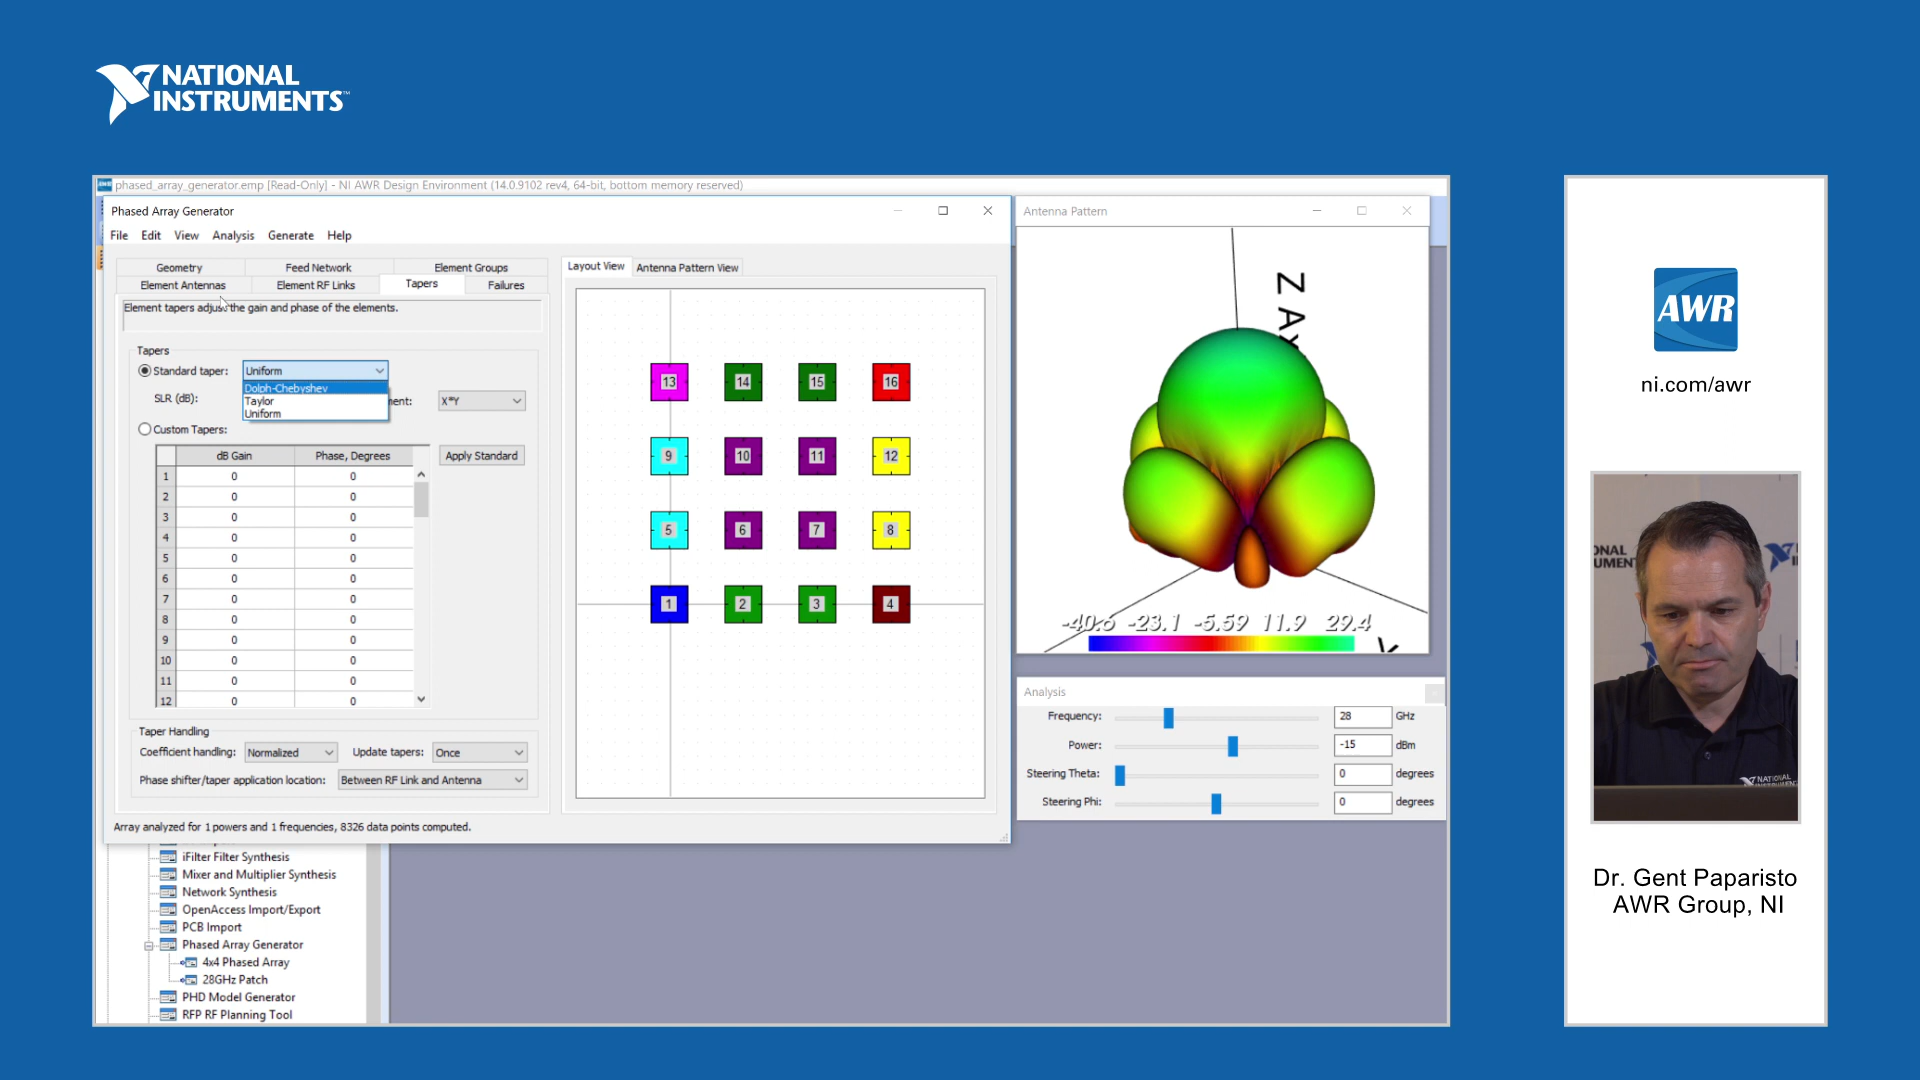 NATIONAL
INSTRUMENTS™
AWR
phased_array_generator.emp [Read-Only] - NI AWR Design Environment (14.0.9102 rev4, 64-bit, bottom memory reserved)
Phased Array Generator
File Edit View Analysis Generate Help
Geometry Feed Network Element Groups
Element Antennas Element RF Links Tapers Failures
Element tapers adjust the gain and phase of the elements.
Tapers
Standard taper: Uniform
Dolph-Chebyshev
Taylor
Uniform
SLR (dB): ment: X*Y
Custom Tapers:
dB Gain Phase, Degrees Apply Standard
1 0 0
2 0 0
3 0 0
4 0 0
5 0 0
6 0 0
7 0 0
8 0 0
9 0 0
10 0 0
11 0 0
12 0 0
Taper Handling
Coefficient handling: Normalized Update tapers: Once
Phase shifter/taper application location: Between RF Link and Antenna
Array analyzed for 1 powers and 1 frequencies, 8326 data points computed.
Layout View Antenna Pattern View
13 14 15 16
9 10 11 12
5 6 7 8
1 2 3 4
Antenna Pattern
Z A
-40.6 -23.1 -5.59 11.9 29.4
Analysis
Frequency: 28 GHz
Power: -15 dBm
Steering Theta: 0 degrees
Steering Phi: 0 degrees
iFilter Filter Synthesis
Mixer and Multiplier Synthesis
Network Synthesis
OpenAccess Import/Export
PCB Import
Phased Array Generator
4x4 Phased Array
28GHz Patch
PHD Model Generator
RFP RF Planning Tool
AWR
ni.com/awr
ONAL
UMEN
NATIONAL
INSTRUMEN
Dr. Gent Paparisto
AWR Group, NI